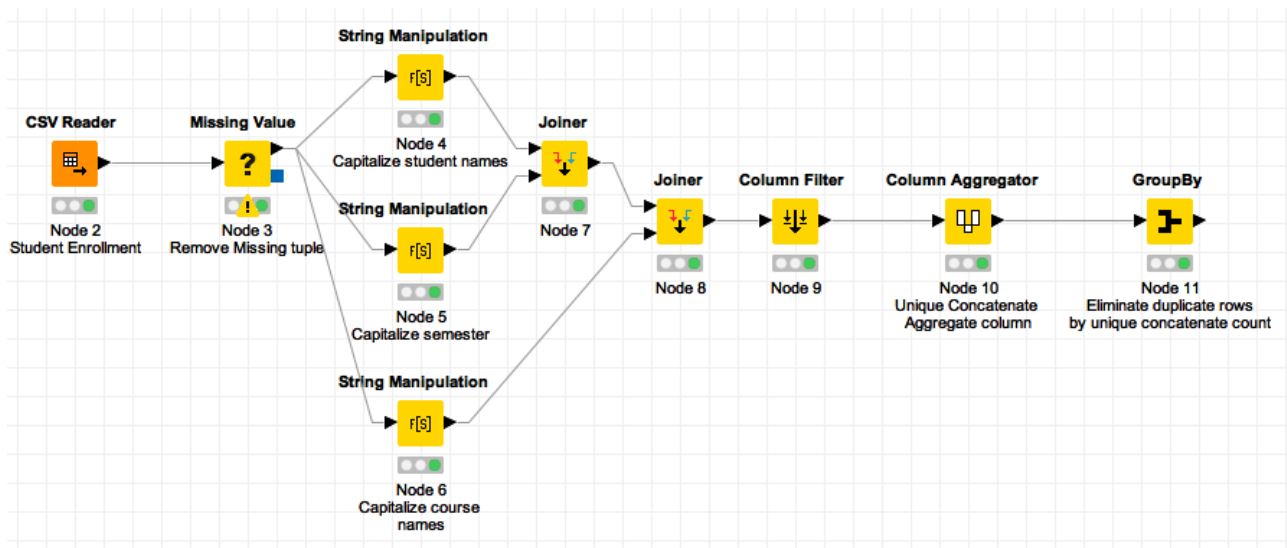 String Manipulation
F[S]
Node 4
Capitalize student names
CSV Reader
Node 2
Student Enrollment
Missing Value
?
!
Node 3
Remove Missing tuple
String Manipulation
F[S]
Node 5
Capitalize semester
String Manipulation
F[S]
Node 6
Capitalize course
names
Joiner
Node 7
Joiner
Node 8
Column Filter
Node 9
Column Aggregator
Node 10
Unique Concatenate
Aggregate column
GroupBy
Node 11
Eliminate duplicate rows
by unique concatenate count